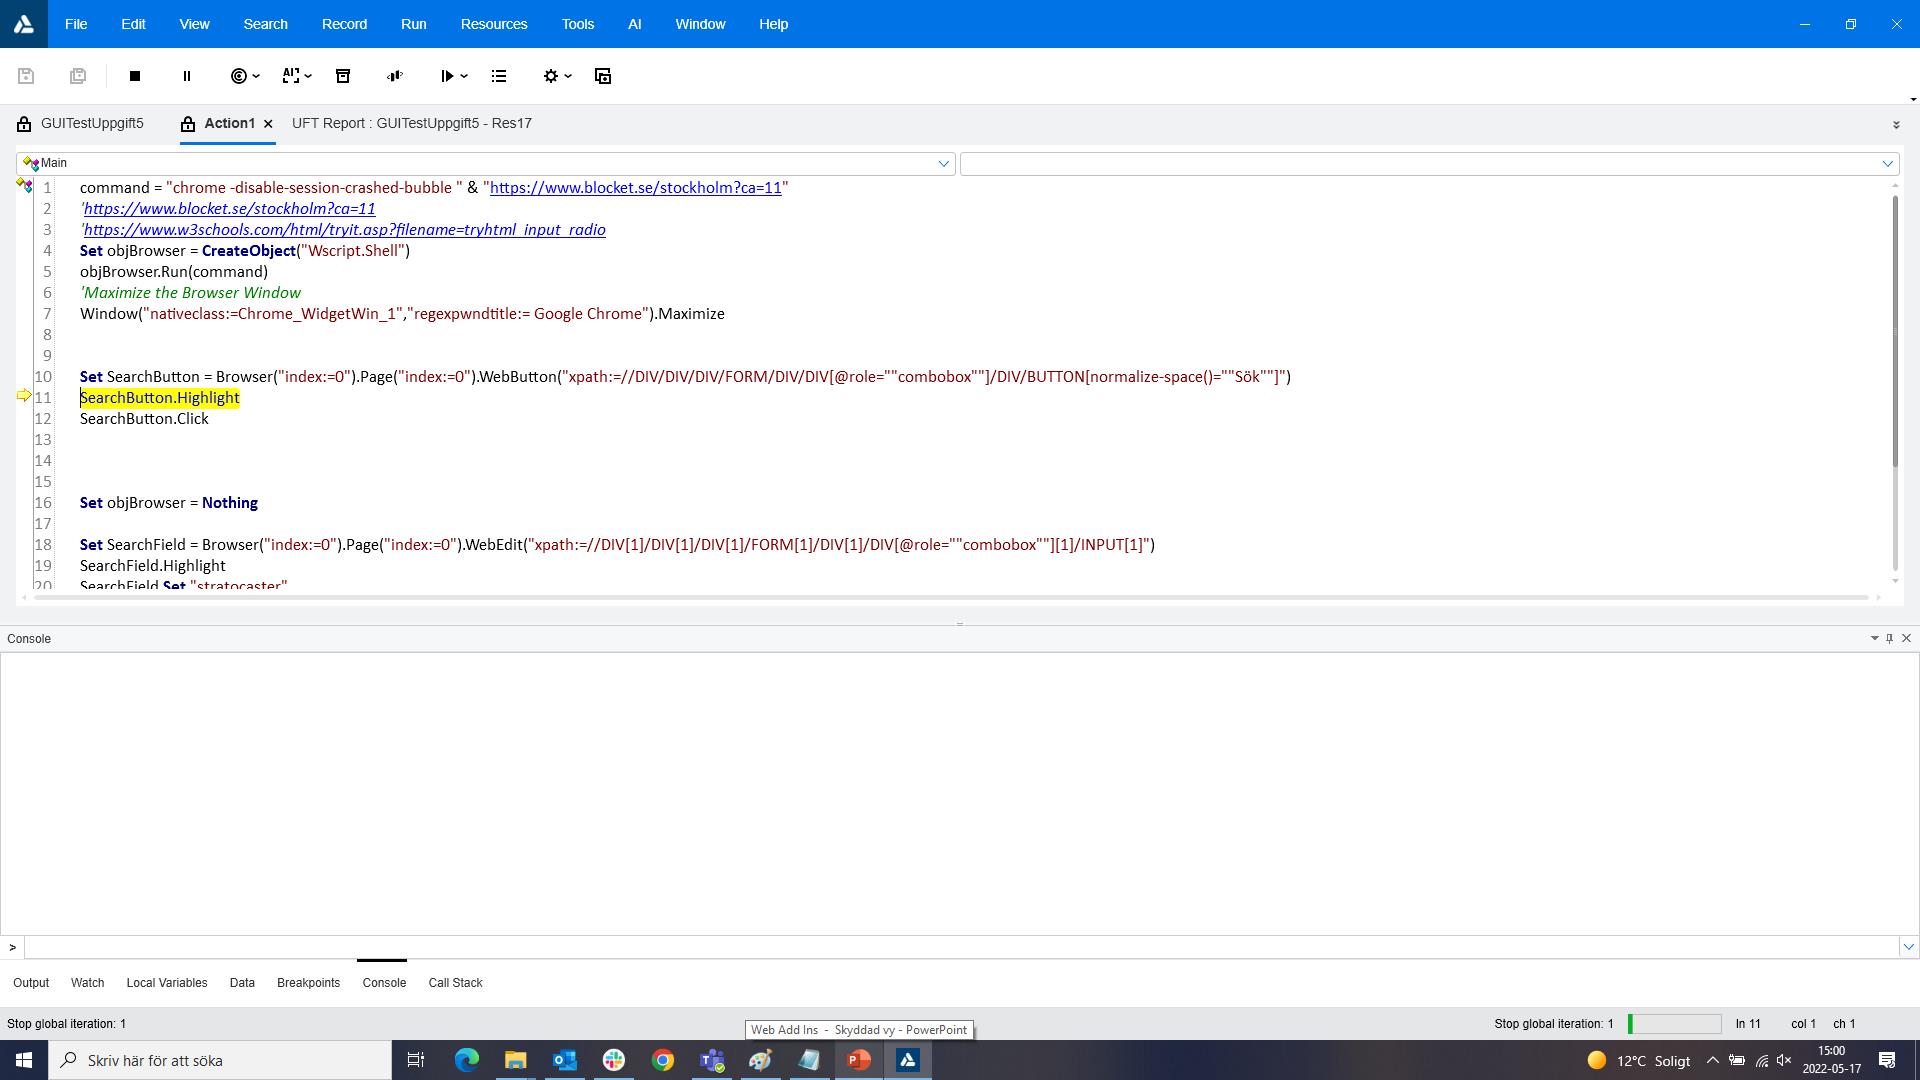 File Edit View Search Record Run Resources Tools AI Window Help
AI
GUITestUppgift5 Action1 UFT Report : GUITestUppgift5 - Res17
Main
1 command = "chrome -disable-session-crashed-bubble " & "https://www.blocket.se/stockholm?ca=11"
2 'https://www.blocket.se/stockholm?ca=11
3 'https://www.w3schools.com/html/tryit.asp?filename=tryhtml_input_radio
4 Set objBrowser = CreateObject("Wscript.Shell")
5 objBrowser.Run(command)
6 'Maximize the Browser Window
7 Window("nativeclass:=Chrome_WidgetWin_1","regexpwndtitle:= Google Chrome").Maximize
8
9
10 Set SearchButton = Browser("index:=0").Page("index:=0").WebButton("xpath:=//DIV/DIV/DIV/FORM/DIV/DIV[@role=""combobox""]/DIV/BUTTON[normalize-space()=""Sök""]")
11 SearchButton.Highlight
12 SearchButton.Click
13
14
15
16 Set objBrowser = Nothing
17
18 Set SearchField = Browser("index:=0").Page("index:=0").WebEdit("xpath:=//DIV[1]/DIV[1]/DIV[1]/FORM[1]/DIV[1]/DIV[@role=""combobox""][1]/INPUT[1]")
19 SearchField.Highlight
20 SearchField.Set "stratocaster"
Console
>
Output Watch Local Variables Data Breakpoints Console Call Stack
Stop global iteration: 1 Web Add Ins - Skyddad vy - PowerPoint Stop global iteration: 1 ln 11 col 1 ch 1
Skriv här för att söka 12°C Soligt 15:00
2022-05-17